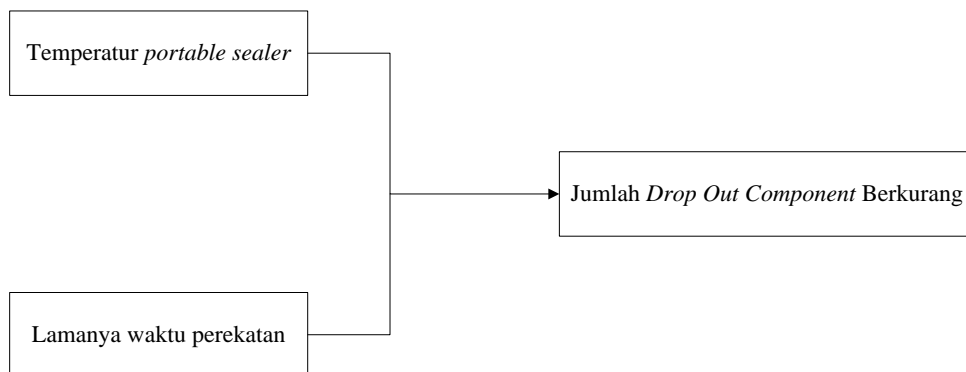 Temperatur portable sealer
Jumlah Drop Out Component Berkurang
Lamanya waktu perekatan